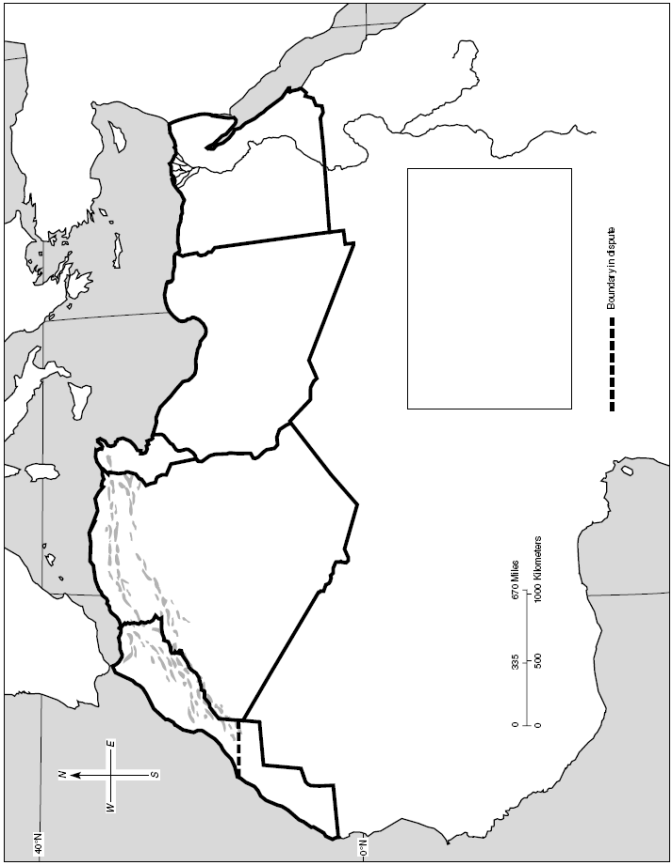 40°N
N
W E
S
0°N
0 335 670 Miles
0 500 1000 Kilometers
Boundary in dispute